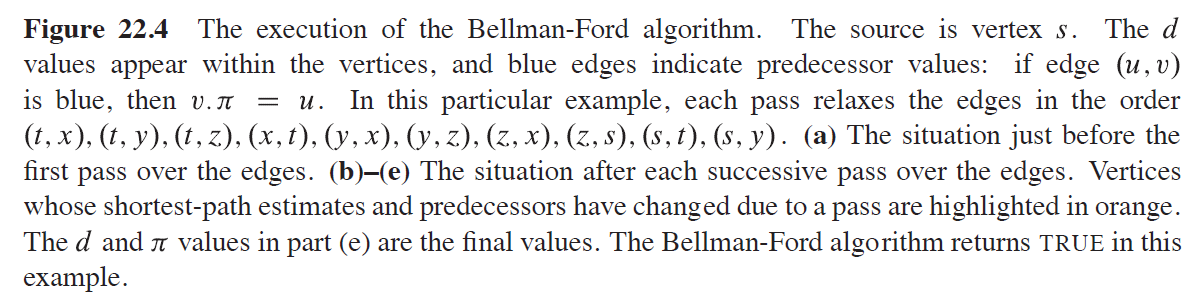 Figure 22.4 The execution of the Bellman-Ford algorithm. The source is vertex s. The d
values appear within the vertices, and blue edges indicate predecessor values: if edge (u, v)
is blue, then v.π = u. In this particular example, each pass relaxes the edges in the order
(t, x), (t, y), (t, z), (x, t), (y, x), (y, z), (z, x), (z, s), (s, t), (s, y). (a) The situation just before the
first pass over the edges. (b)–(e) The situation after each successive pass over the edges. Vertices
whose shortest-path estimates and predecessors have changed due to a pass are highlighted in orange.
The d and π values in part (e) are the final values. The Bellman-Ford algorithm returns TRUE in this
example.